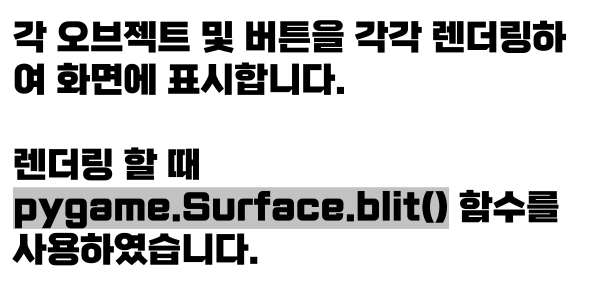 각 오브젝트 및 버튼을 각각 렌더링하
여 화면에 표시합니다.
렌더링 할 때
pygame.Surface.blit() 함수를
사용하였습니다.